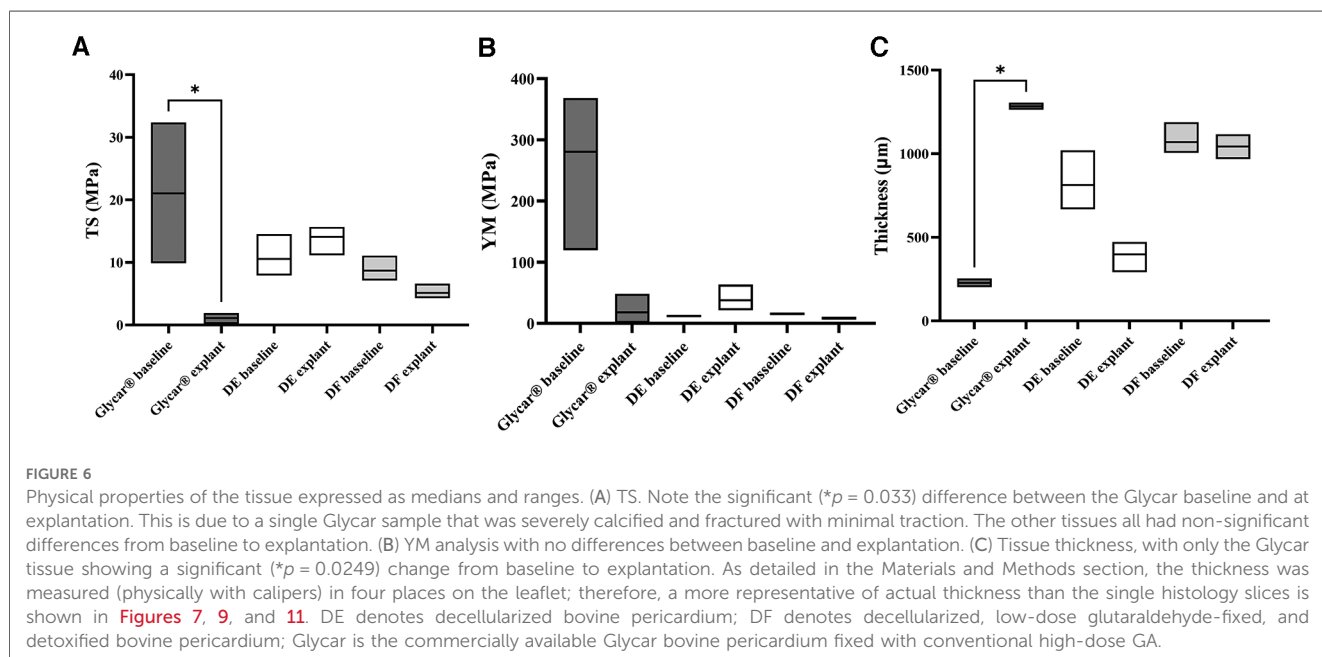 A
B
C
40
30
20
10
0
TS (MPa)
*
Glycar® baseline
Glycar® explant
DE baseline
DE explant
DF basseline
DF explant
400
300
200
100
0
YM (MPa)
Glycar® baseline
Glycar® explant
DE baseline
DE explant
DF basseline
DF explant
1500
1000
500
0
Thickness (µm)
*
Glycar® baseline
Glycar® explant
DE baseline
DE explant
DF baseline
DF explant
FIGURE 6
Physical properties of the tissue expressed as medians and ranges. (A) TS. Note the significant (*p = 0.033) difference between the Glycar baseline and at
explantation. This is due to a single Glycar sample that was severely calcified and fractured with minimal traction. The other tissues all had non-significant
differences from baseline to explantation. (B) YM analysis with no differences between baseline and explantation. (C) Tissue thickness, with only the Glycar
tissue showing a significant (*p = 0.0249) change from baseline to explantation. As detailed in the Materials and Methods section, the thickness was
measured (physically with calipers) in four places on the leaflet; therefore, a more representative of actual thickness than the single histology slices is
shown in Figures 7, 9, and 11. DE denotes decellularized bovine pericardium; DF denotes decellularized, low-dose glutaraldehyde-fixed, and
detoxified bovine pericardium; Glycar is the commercially available Glycar bovine pericardium fixed with conventional high-dose GA.